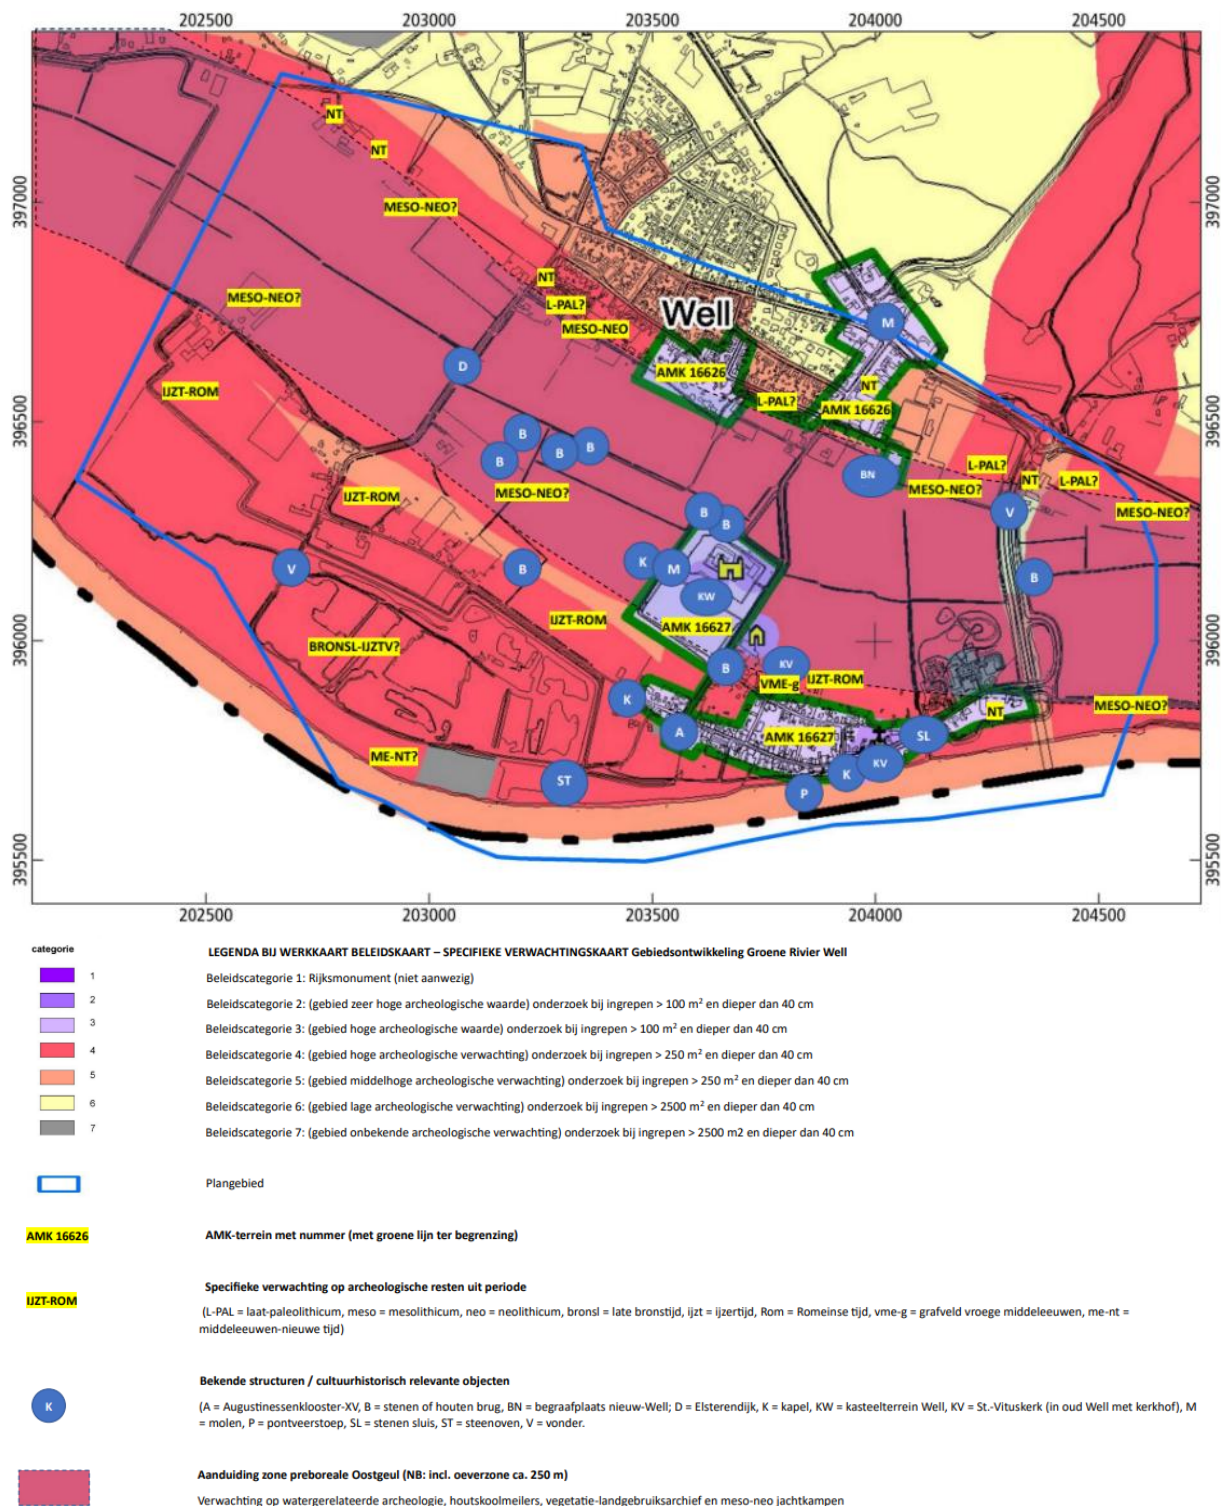 202500 203000 203500 204000 204500
397000 397000
396500 396500
396000 396000
395500 395500
NT
NT
MESO-NEO?
MESO-NEO?
NT
L-PAL?
MESO-NEO
Well
M
D
AMK 16626
NT
IJZT-ROM
L-PAL?
AMK 16626
B
B
B
B
BN
L-PAL?
NT
L-PAL?
MESO-NEO?
MESO-NEO?
IJZT-ROM
B
B
V
MESO-NEO?
K
M
V
B
B
KW
IJZT-ROM
AMK 16627
BRONSL-IJZTV?
B
KV
VME-g
IJZT-ROM
K
NT
MESO-NEO?
A
AMK 16627
SL
ME-NT?
ST
K
KV
P
202500 203000 203500 204000 204500
categorie
LEGENDA BIJ WERKKAART BELEIDSKAART – SPECIFIEKE VERWACHTINGSKAART Gebiedsontwikkeling Groene Rivier Well
1 Beleidscategorie 1: Rijksmonument (niet aanwezig)
2 Beleidscategorie 2: (gebied zeer hoge archeologische waarde) onderzoek bij ingrepen > 100 m² en dieper dan 40 cm
3 Beleidscategorie 3: (gebied hoge archeologische waarde) onderzoek bij ingrepen > 100 m² en dieper dan 40 cm
4 Beleidscategorie 4: (gebied hoge archeologische verwachting) onderzoek bij ingrepen > 250 m² en dieper dan 40 cm
5 Beleidscategorie 5: (gebied middelhoge archeologische verwachting) onderzoek bij ingrepen > 250 m² en dieper dan 40 cm
6 Beleidscategorie 6: (gebied lage archeologische verwachting) onderzoek bij ingrepen > 2500 m² en dieper dan 40 cm
7 Beleidscategorie 7: (gebied onbekende archeologische verwachting) onderzoek bij ingrepen > 2500 m2 en dieper dan 40 cm
Plangebied
AMK 16626 AMK-terrein met nummer (met groene lijn ter begrenzing)
Specifieke verwachting op archeologische resten uit periode
IJZT-ROM
(L-PAL = laat-paleolithicum, meso = mesolithicum, neo = neolithicum, bronsl = late bronstijd, ijzt = ijzertijd, Rom = Romeinse tijd, vme-g = grafveld vroege middeleeuwen, me-nt =
middeleeuwen-nieuwe tijd)
Bekende structuren / cultuurhistorisch relevante objecten
K
(A = Augustinessenklooster-XV, B = stenen of houten brug, BN = begraafplaats nieuw-Well; D = Elsterendijk, K = kapel, KW = kasteelterrein Well, KV = St.-Vituskerk (in oud Well met kerkhof), M
= molen, P = pontveerstoep, SL = stenen sluis, ST = steenoven, V = vonder.
Aanduiding zone preboreale Oostgeul (NB: incl. oeverzone ca. 250 m)
Verwachting op watergerelateerde archeologie, houtskoolmeilers, vegetatie-landgebruiksarchief en meso-neo jachtkampen